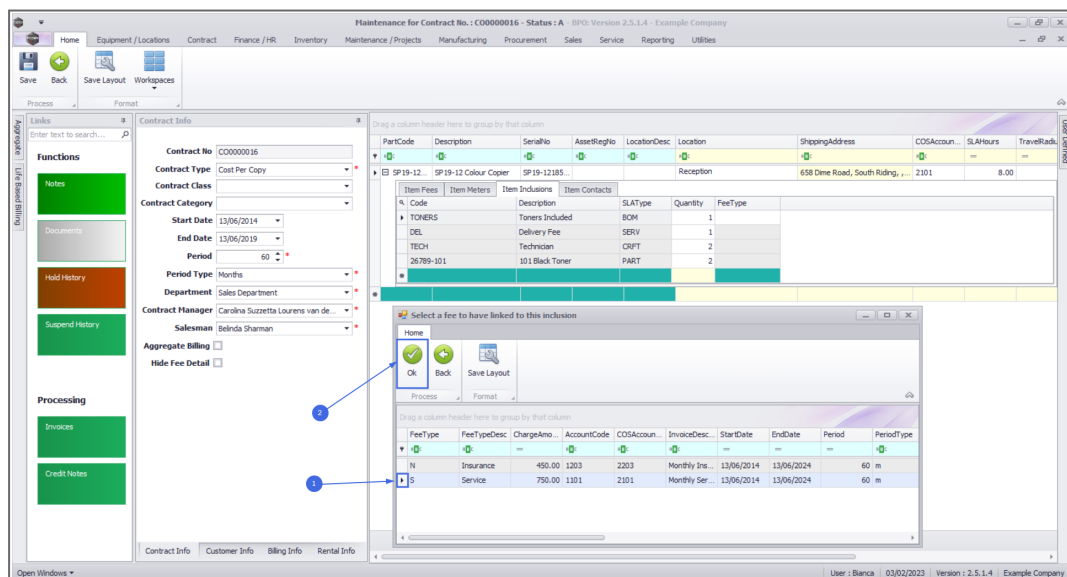 Maintenance for Contract No. : CO0000016 - Status : A - BPO: Version 2.5.1.4 - Example Company
Home Equipment / Locations Contract Finance / HR Inventory Maintenance / Projects Manufacturing Procurement Sales Service Reporting Utilities
Save Back Save Layout Workspaces
Process Format
Aggregate
Life Based Billing
Links
Enter text to search...
Functions
Notes
Documents
Hold History
Suspend History
Processing
Invoices
Credit Notes
Contract Info
Contract No CO0000016
Contract Type Cost Per Copy *
Contract Class
Contract Category
Start Date 13/06/2014
End Date 13/06/2019
Period 60 *
Period Type Months *
Department Sales Department *
Contract Manager Carolina Suzzetta Lourens van de... *
Salesman Belinda Sharman *
Aggregate Billing
Hide Fee Detail
Contract Info Customer Info Billing Info Rental Info
Drag a column header here to group by that column
PartCode Description SerialNo AssetRegNo LocationDesc Location ShippingAddress COSAccoun... SLAHours TravelRadiu
SP19-12... SP19-12 Colour Copier SP19-12185... Reception 658 Dime Road, South Riding, ,... 2101 8.00
Item Fees Item Meters Item Inclusions Item Contacts
Code Description SLAType Quantity FeeType
TONERS Toners Included BOM 1
DEL Delivery Fee SERV 1
TECH Technician CRFT 2
26789-101 101 Black Toner PART 2
User Defined
Select a fee to have linked to this inclusion
Home
Ok Back Save Layout
Process Format
Drag a column header here to group by that column
FeeType FeeTypeDesc ChargeAmo... AccountCode COSAccoun... InvoiceDesc... StartDate EndDate Period PeriodType
N Insurance 450.00 1203 2203 Monthly Ins... 13/06/2014 13/06/2024 60 m
S Service 750.00 1101 2101 Monthly Ser... 13/06/2014 13/06/2024 60 m
2
1
Open Windows User : Bianca 03/02/2023 Version : 2.5.1.4 Example Company